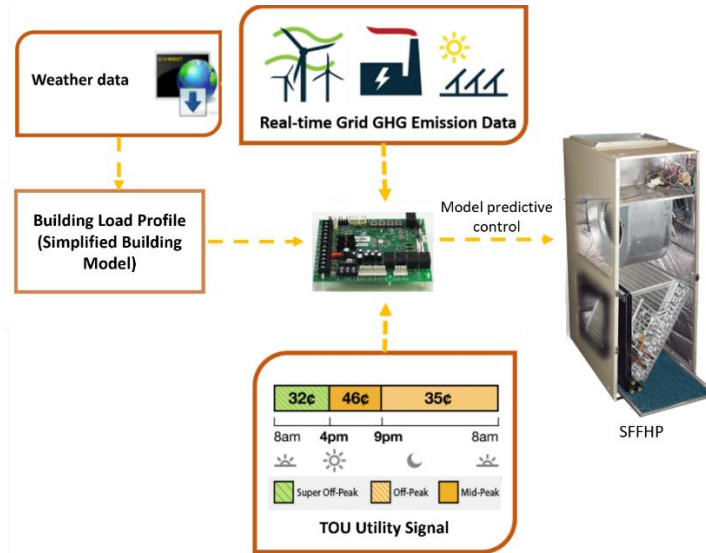 Weather data
Real-time Grid GHG Emission Data
Building Load Profile
(Simplified Building
Model)
Model predictive
control
SFFHP
32¢ 46¢ 35¢
8am 4pm 9pm 8am
Super Off-Peak Off-Peak Mid-Peak
TOU Utility Signal